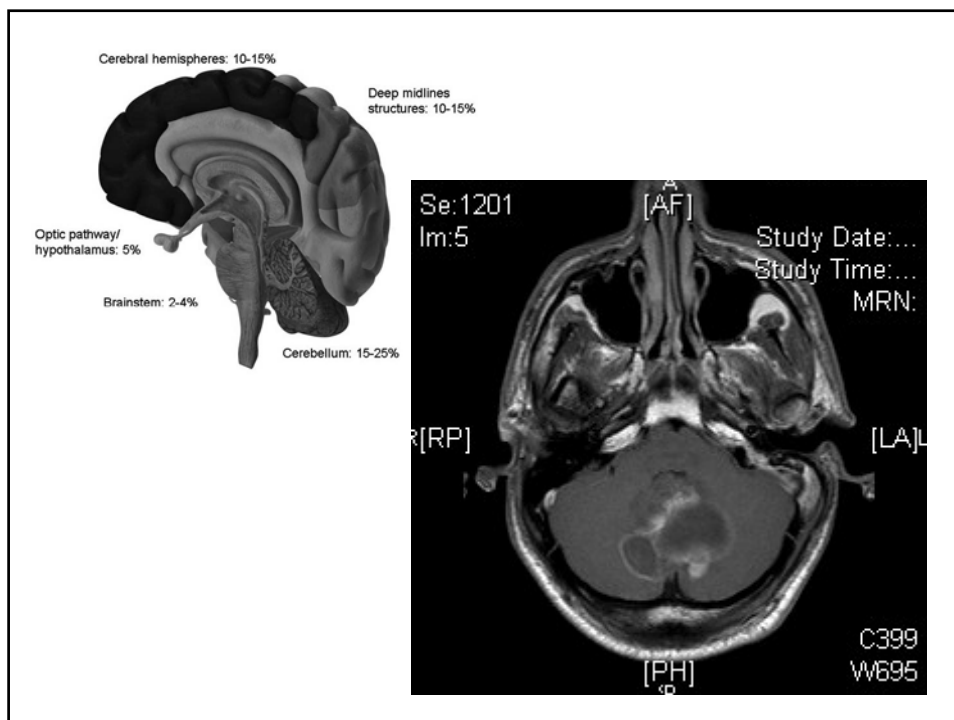 Cerebral hemispheres: 10-15%
Deep midlines
structures: 10-15%
Optic pathway/
hypothalamus: 5%
Brainstem: 2-4%
Cerebellum: 15-25%
Se:1201
Im:5
A
[AF]
Study Date:...
Study Time:...
MRN:
R[RP]
[LA]L
C399
W695
[PH]